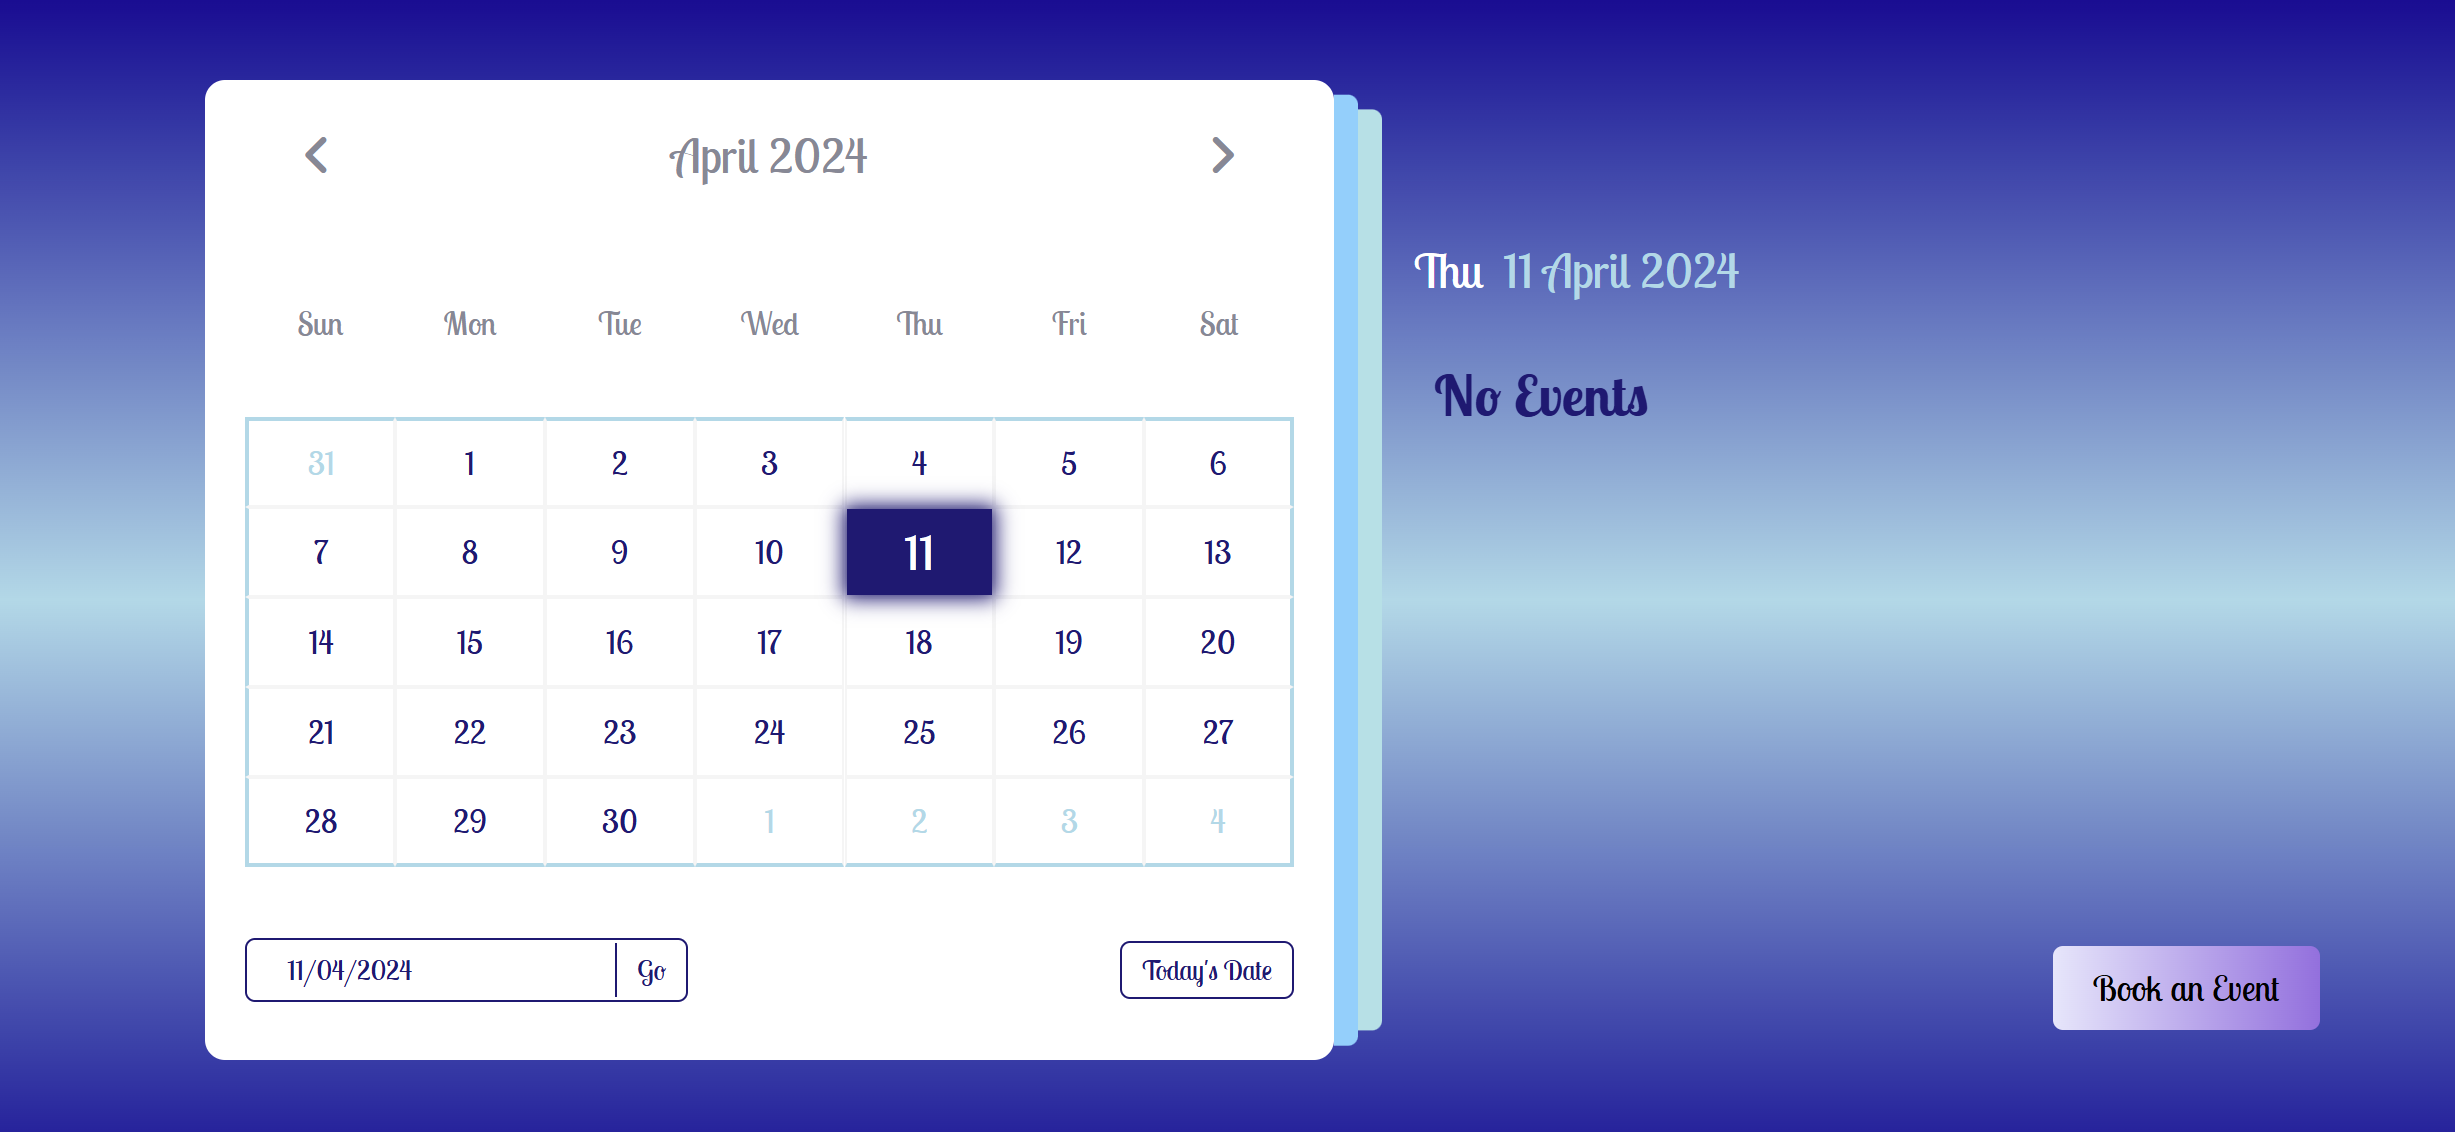 April 2024
Sun Mon Tue Wed Thu Fri Sat
31 1 2 3 4 5 6
7 8 9 10 11 12 13
14 15 16 17 18 19 20
21 22 23 24 25 26 27
28 29 30 1 2 3 4
11/04/2024 Go Today's Date
Thu 11 April 2024
No Events
Book an Event